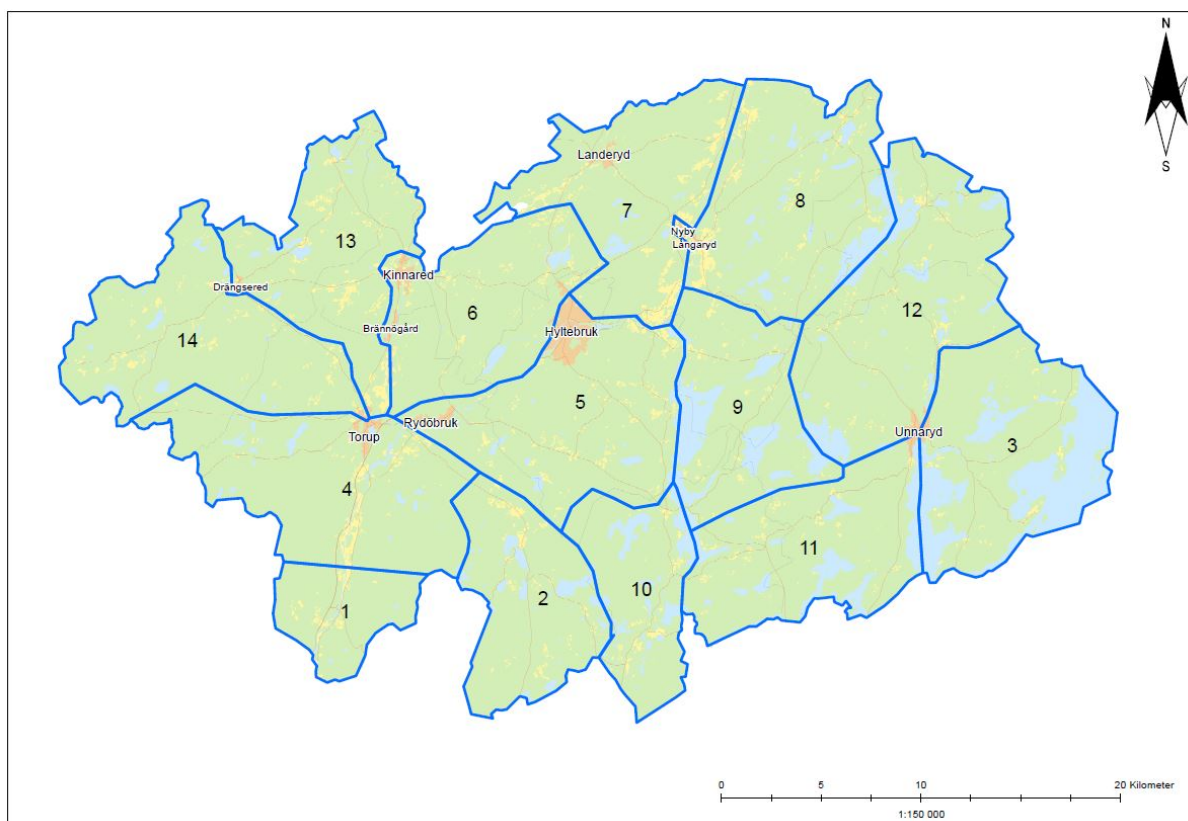 N
S
Landeryd
8
7
13
Nyby
Långaryd
Kinnared
Drängsered
12
6
Brännögård
Hyltebruk
14
5
9
Rydöbruk
Unnaryd
Torup
3
4
11
10
2
1
0 5 10 20 Kilometer
1:150 000